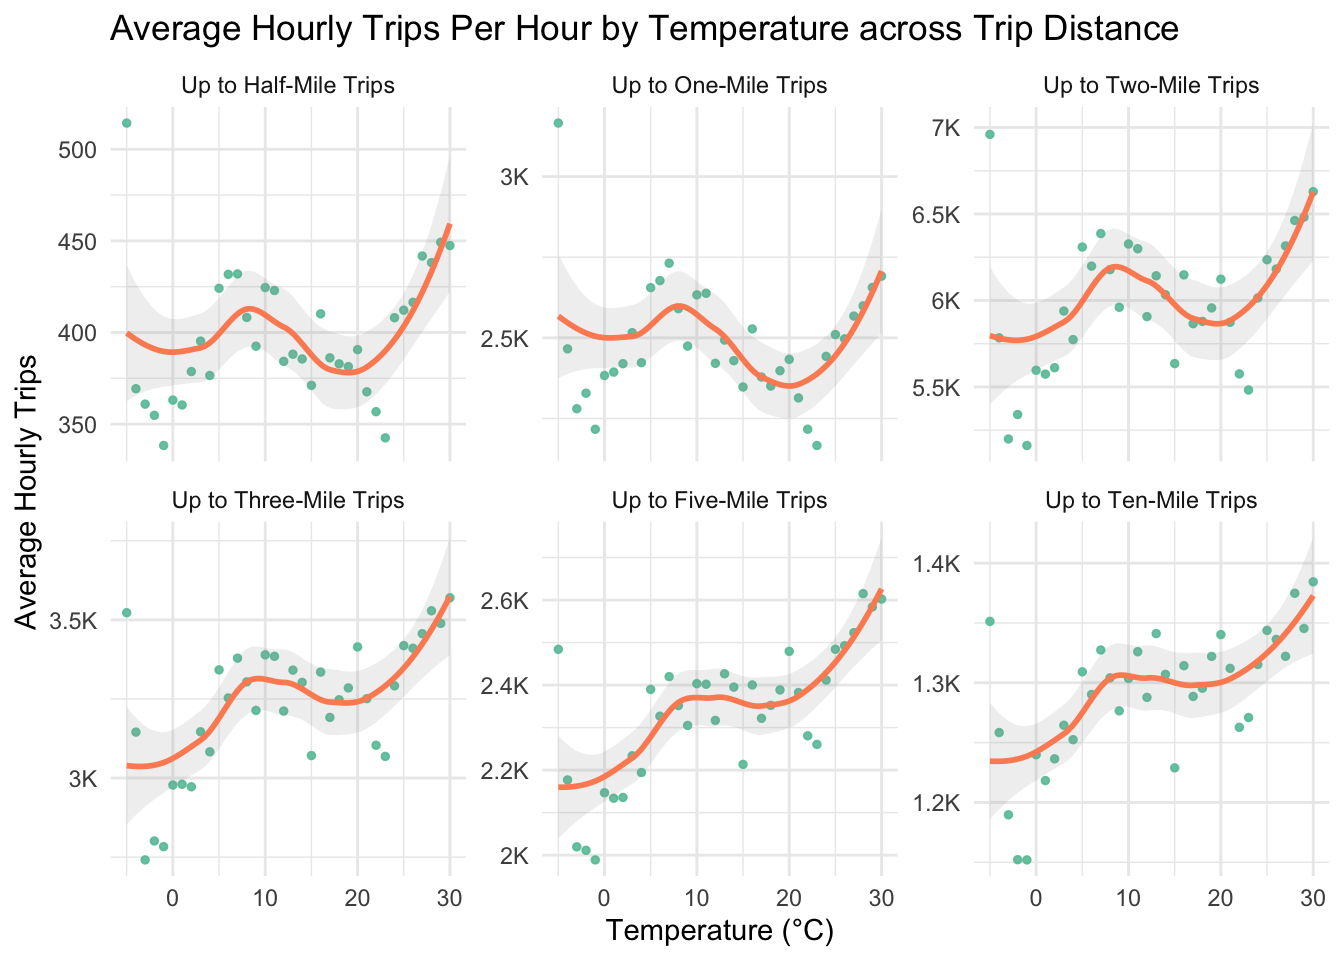 Average Hourly Trips Per Hour by Temperature across Trip Distance
Up to Half-Mile Trips
Up to One-Mile Trips
Up to Two-Mile Trips
500
450
400
350
3K
2.5K
7K
6.5K
6K
5.5K
Average Hourly Trips
Up to Three-Mile Trips
Up to Five-Mile Trips
Up to Ten-Mile Trips
3.5K
3K
2.6K
2.4K
2.2K
2K
1.4K
1.3K
1.2K
0 10 20 30
0 10 20 30
0 10 20 30
Temperature (°C)